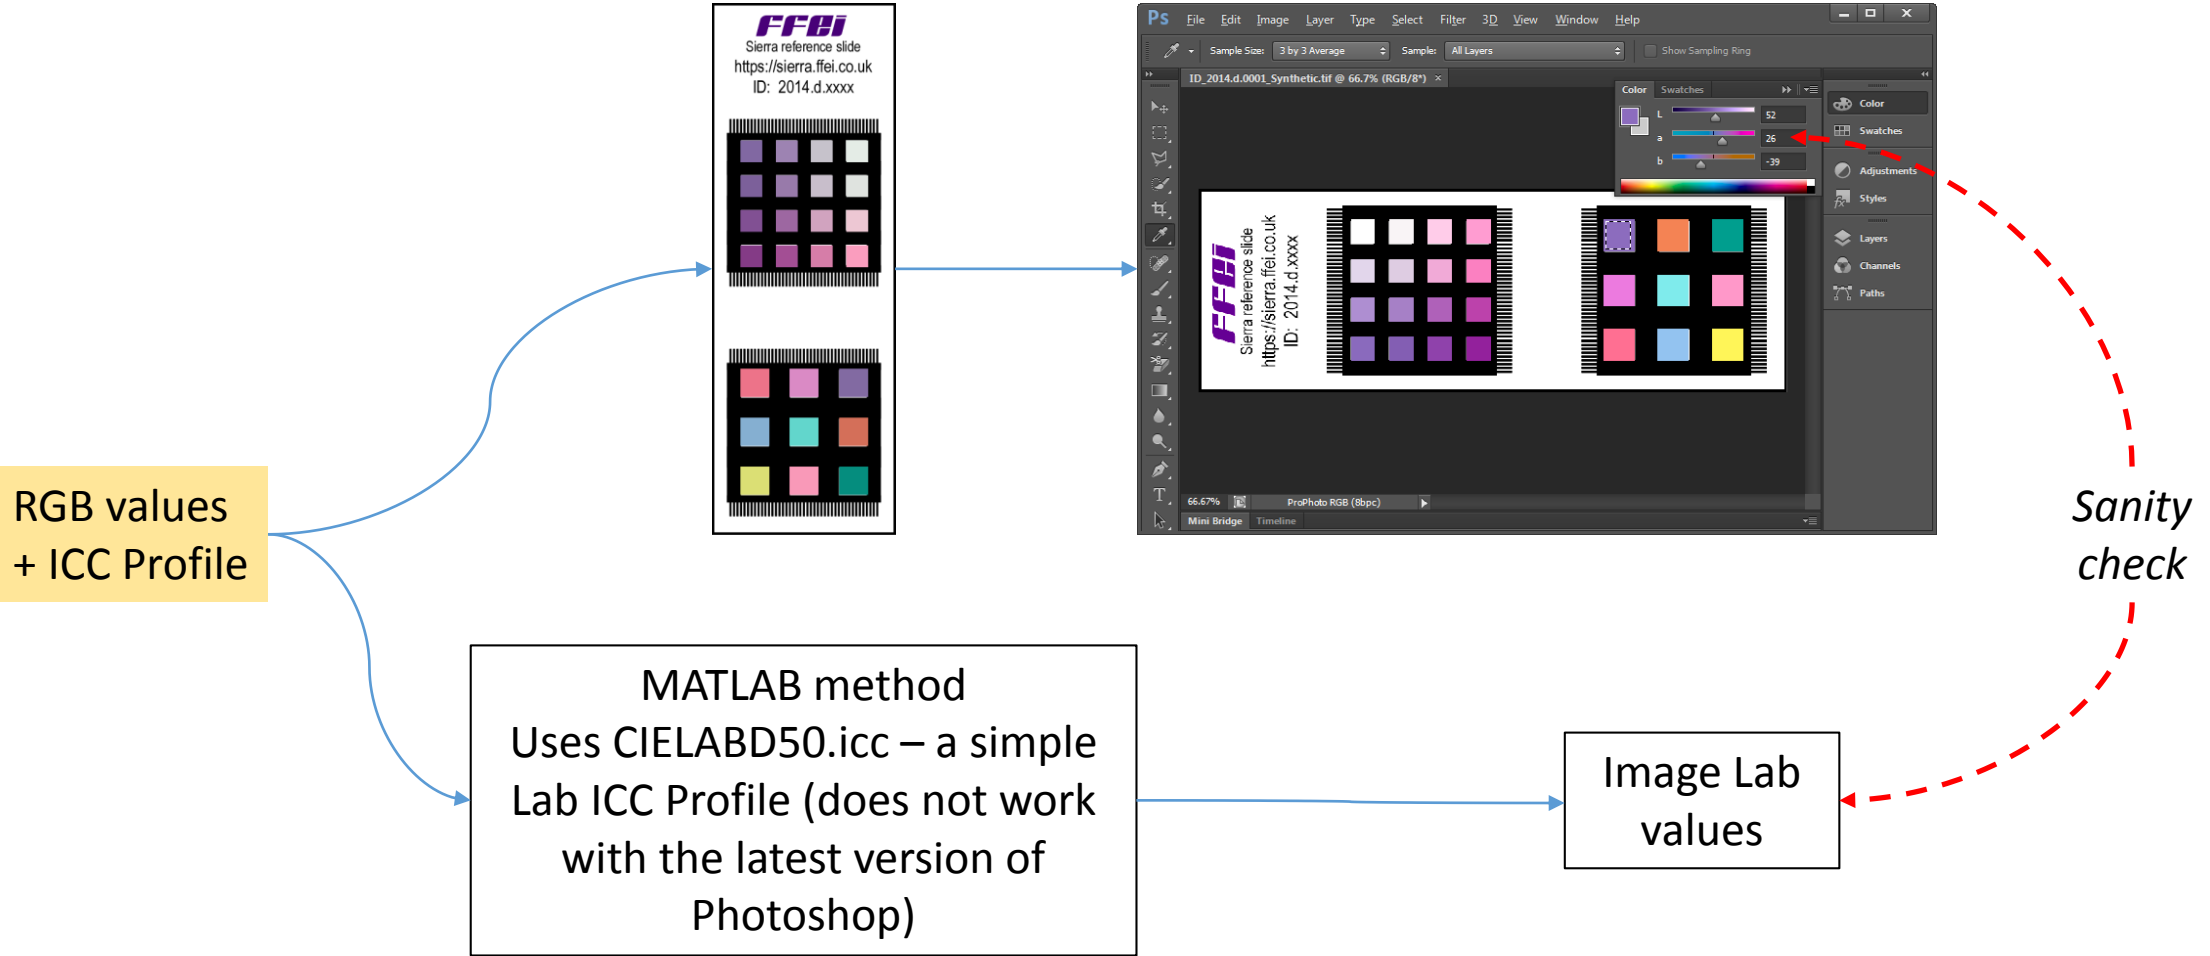 FFEi
Sierra reference slide
https://sierra.ffei.co.uk
ID: 2014.d.xxxx
Ps File Edit Image Layer Type Select Filter 3D View Window Help
Sample Size: 3 by 3 Average Sample: All Layers Show Sampling Ring
ID_2014.d.0001_Synthetic.tif @ 66.7% (RGB/8*) ×
Color Swatches
L 52
a 26
b -39
Color
Swatches
Adjustments
Styles
Layers
Channels
Paths
FFEi
Sierra reference slide
https://sierra.ffei.co.uk
ID: 2014.d.xxxx
66.67% ProPhoto RGB (8bpc)
Mini Bridge Timeline
RGB values
+ ICC Profile
Sanity
check
MATLAB method
Uses CIELABD50.icc – a simple
Lab ICC Profile (does not work
with the latest version of
Photoshop)
Image Lab
values